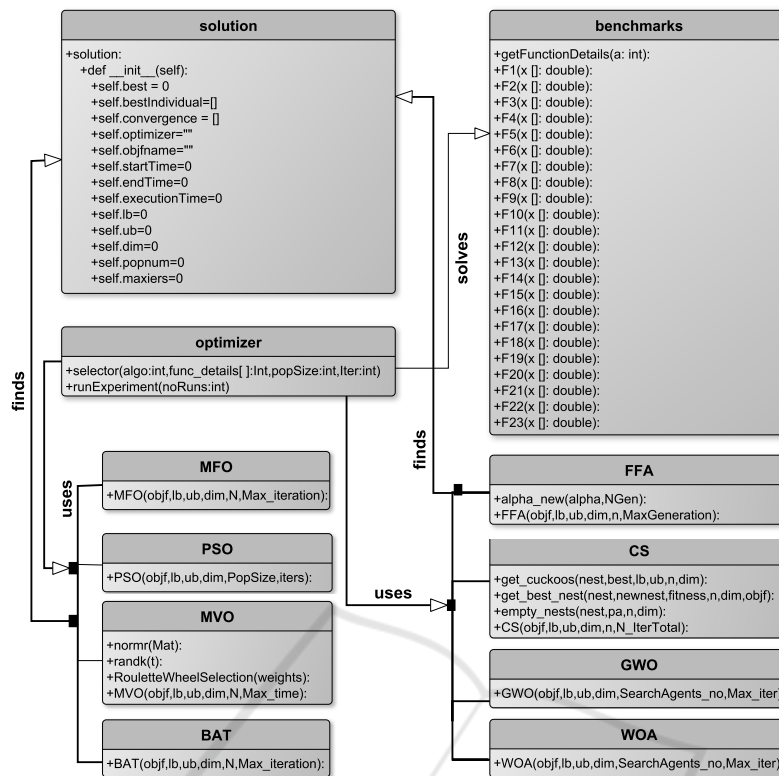 solution
+solution:
+def __init__(self):
+self.best = 0
+self.bestIndividual=[]
+self.convergence = []
+self.optimizer=""
+self.objfname=""
+self.startTime=0
+self.endTime=0
+self.executionTime=0
+self.lb=0
+self.ub=0
+self.dim=0
+self.popnum=0
+self.maxiers=0
benchmarks
+getFunctionDetails(a: int):
+F1(x []: double):
+F2(x []: double):
+F3(x []: double):
+F4(x []: double):
+F5(x []: double):
+F6(x []: double):
+F7(x []: double):
+F8(x []: double):
+F9(x []: double):
+F10(x []: double):
+F11(x []: double):
+F12(x []: double):
+F13(x []: double):
+F14(x []: double):
+F15(x []: double):
+F16(x []: double):
+F17(x []: double):
+F18(x []: double):
+F19(x []: double):
+F20(x []: double):
+F21(x []: double):
+F22(x []: double):
+F23(x []: double):
solves
optimizer
+selector(algo:int,func_details[ ]:Int,popSize:int,Iter:int)
+runExperiment(noRuns:int)
finds
finds
uses
MFO
+MFO(objf,lb,ub,dim,N,Max_iteration):
PSO
+PSO(objf,lb,ub,dim,PopSize,iters):
MVO
+normr(Mat):
+randk(t):
+RouletteWheelSelection(weights):
+MVO(objf,lb,ub,dim,N,Max_time):
BAT
+BAT(objf,lb,ub,dim,N,Max_iteration):
uses
FFA
+alpha_new(alpha,NGen):
+FFA(objf,lb,ub,dim,n,MaxGeneration):
CS
+get_cuckoos(nest,best,lb,ub,n,dim):
+get_best_nest(nest,newnest,fitness,n,dim,objf):
+empty_nests(nest,pa,n,dim):
+CS(objf,lb,ub,dim,n,N_IterTotal):
GWO
+GWO(objf,lb,ub,dim,SearchAgents_no,Max_iter)
WOA
+WOA(objf,lb,ub,dim,SearchAgents_no,Max_iter)